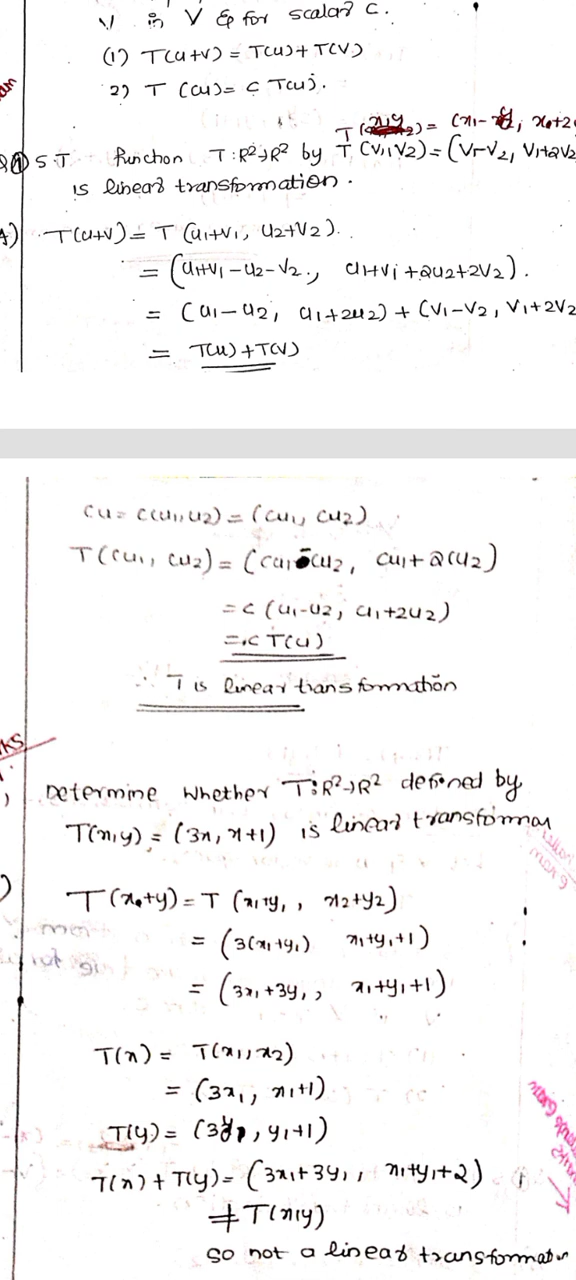 V in V & for scalar c.
(1) T(u+v) = T(u)+T(v)
2) T (cu) = c T(u).
T = (x1-, x1+2
S.T function T:R²→R² by T (V1,V2)=(V1-V2, V1+2V2
is linear transformation.
A) T(u+v) = T (u1+v1, u2+v2).
= (u1+v1-u2-v2, u1+v1+2u2+2v2).
= (u1-u2, u1+2u2) + (v1-v2, v1+2v2
= T(u)+T(v)
cu = c(u1,u2) = (cu1, cu2)
T(cu1, cu2) = (cu1-cu2, cu1+2cu2)
= c (u1-u2, u1+2u2)
= c T(u)
∴ T is linear transformation
KS
Determine whether T:R²→R² defined by
T(x,y) = (3x, x+1) is linear transforma
T(x+y) = T (x1+y1, x2+y2)
= (3(x1+y1) x1+y1+1)
= (3x1+3y1, x1+y1+1)
T(x) = T(x1,x2)
= (3x1, x1+1)
T(y) = (3y1, y1+1)
T(x)+T(y) = (3x1+3y1, x1+y1+2)
≠ T(x,y)
so not a linear transformation